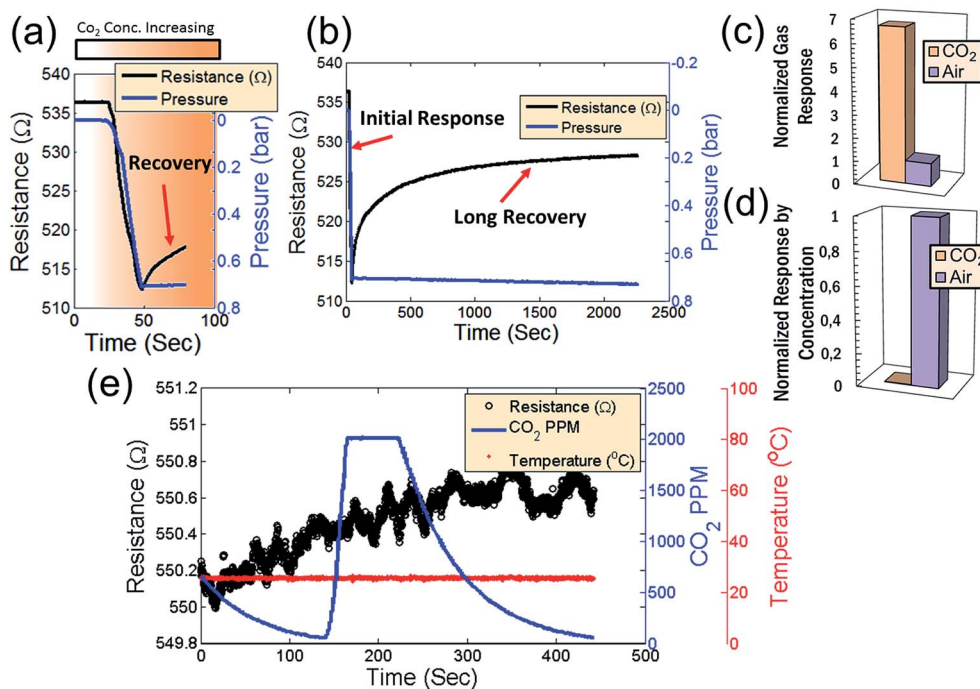 (a)
Co₂ Conc. Increasing
Resistance (Ω)
Pressure
Recovery
540
535
530
525
520
515
510
Resistance (Ω)
0
0.2
0.4
0.6
0.8
Pressure (bar)
0
50
100
Time (Sec)
(b)
Resistance (Ω)
Pressure
Initial Response
Long Recovery
540
536
528
525
520
515
510
Resistance (Ω)
-0.2
0
0.2
0.4
0.6
0.8
Pressure (bar)
0
500
1000
1500
2000
2500
Time (Sec)
(c)
CO₂
Air
7
6
5
4
3
2
1
0
Normalized Gas
Response
(d)
CO₂
Air
1
0,8
0,6
0,4
0,2
0
Normalized Response by
Concentration
(e)
Resistance (Ω)
CO₂ PPM
Temperature (⁰C)
551.2
551
550.8
550.6
550.4
550.2
550
549.8
Resistance (Ω)
2500
2000
1500
1000
500
0
CO₂ PPM
100
80
60
40
20
0
Temperature (⁰C)
0
100
200
300
400
500
Time (Sec)